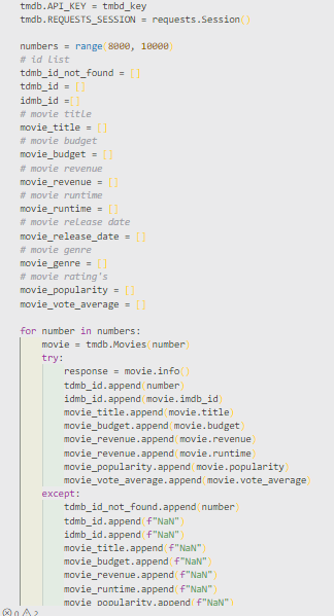 tmdb.API_KEY = tmbd_key
tmdb.REQUESTS_SESSION = requests.Session()
numbers = range(8000, 10000)
# id list
tdmb_id_not_found = []
tdmb_id = []
idmb_id =[]
# movie title
movie_title = []
# movie budget
movie_budget = []
# movie revenue
movie_revenue = []
# movie runtime
movie_runtime = []
# movie release date
movie_release_date = []
# movie genre
movie_genre = []
# movie rating's
movie_popularity = []
movie_vote_average = []
for number in numbers:
movie = tmdb.Movies(number)
try:
response = movie.info()
tdmb_id.append(number)
idmb_id.append(movie.imdb_id)
movie_title.append(movie.title)
movie_budget.append(movie.budget)
movie_revenue.append(movie.revenue)
movie_revenue.append(movie.runtime)
movie_popularity.append(movie.popularity)
movie_vote_average.append(movie.vote_average)
except:
tdmb_id_not_found.append(number)
tdmb_id.append(f"NaN")
idmb_id.append(f"NaN")
movie_title.append(f"NaN")
movie_budget.append(f"NaN")
movie_revenue.append(f"NaN")
movie_runtime.append(f"NaN")
movie_popularity.append(f"NaN")